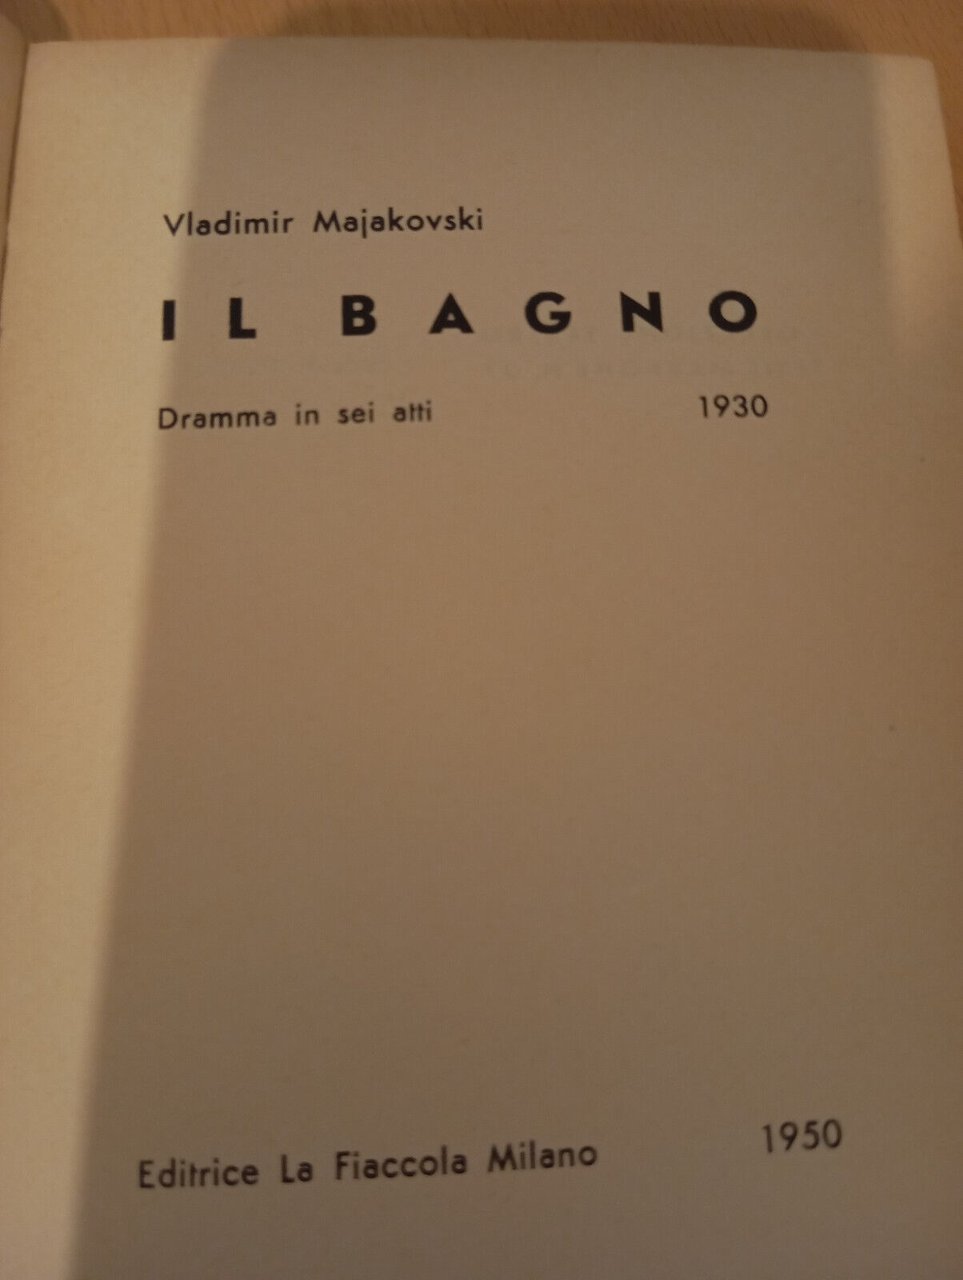 Vladimir Majakovski
IL BAGNO
Dramma in sei atti 1930
Editrice La Fiaccola Milano 1950